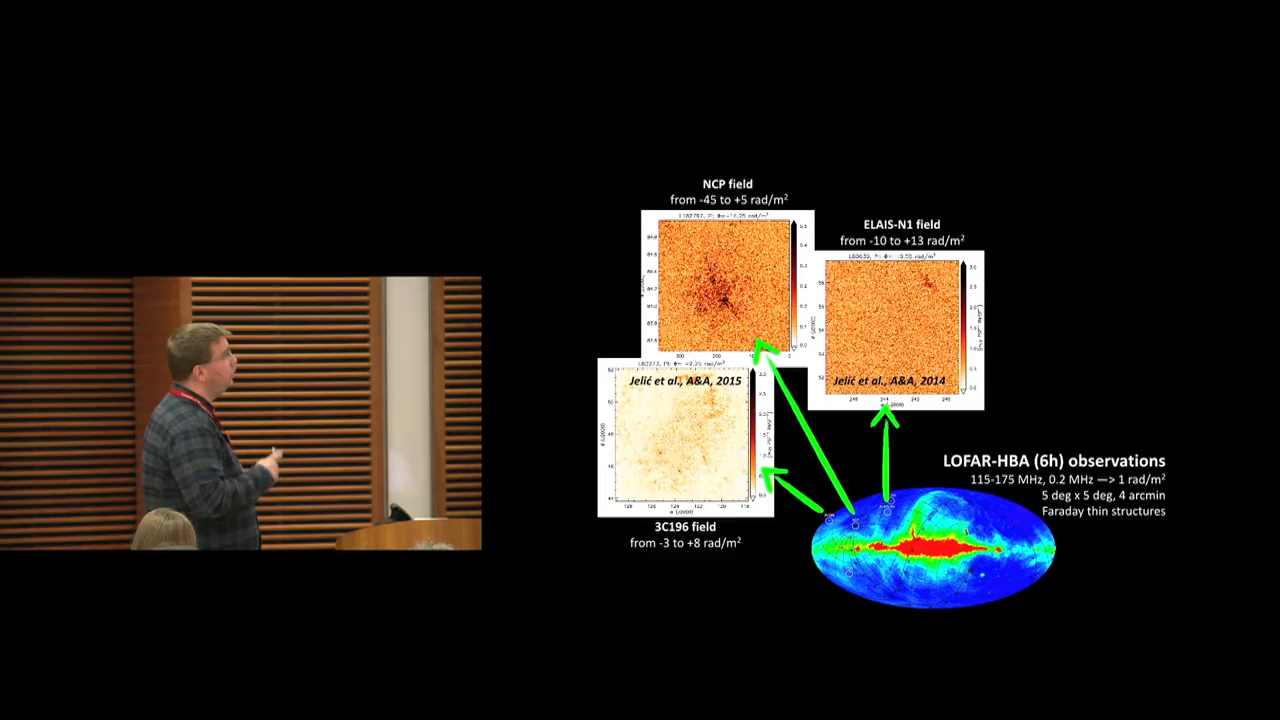 NCP field
from -45 to +5 rad/m²
ELAIS-N1 field
from -10 to +13 rad/m²
Jelić et al., A&A, 2015
Jelić et al., A&A, 2014
3C196 field
from -3 to +8 rad/m²
LOFAR-HBA (6h) observations
115-175 MHz, 0.2 MHz —> 1 rad/m²
5 deg x 5 deg, 4 arcmin
Faraday thin structures